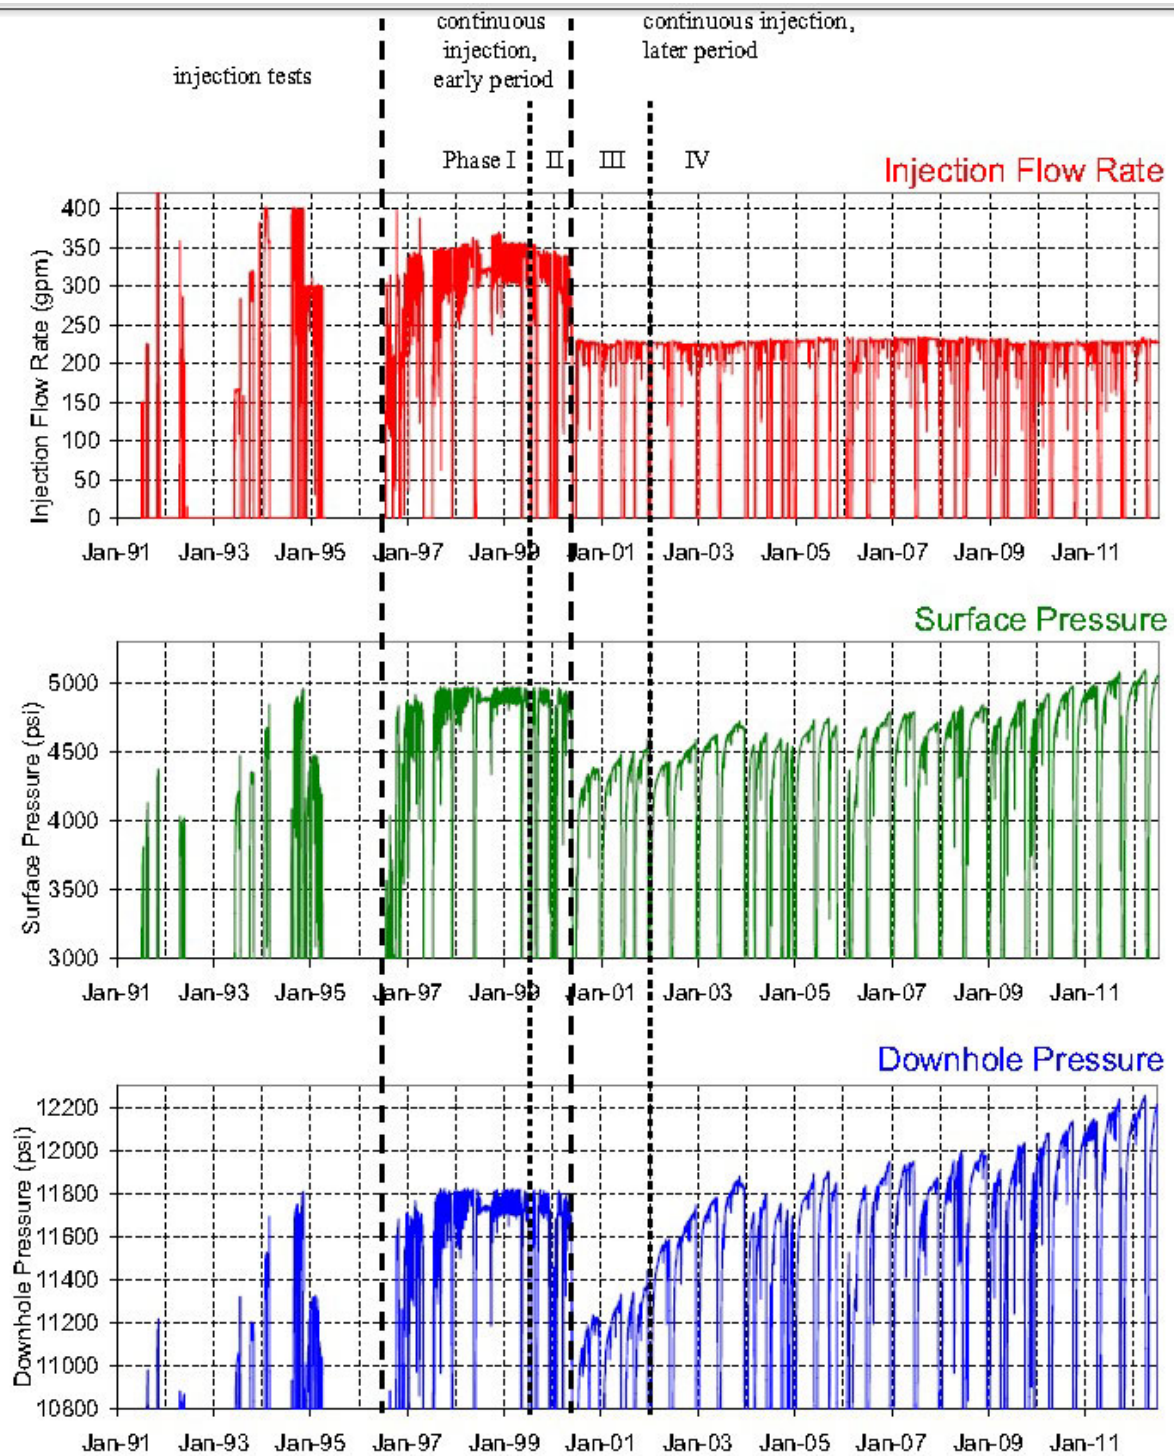 continuous
injection,
early period
continuous injection,
later period
injection tests
Phase I
II
III
IV
Injection Flow Rate
Injection Flow Rate (gpm)
400
350
300
250
200
150
100
50
0
Jan-91 Jan-93 Jan-95 Jan-97 Jan-99 Jan-01 Jan-03 Jan-05 Jan-07 Jan-09 Jan-11
Surface Pressure
Surface Pressure (psi)
5000
4500
4000
3500
3000
Jan-91 Jan-93 Jan-95 Jan-97 Jan-99 Jan-01 Jan-03 Jan-05 Jan-07 Jan-09 Jan-11
Downhole Pressure
Downhole Pressure (psi)
12200
12000
11800
11600
11400
11200
11000
10800
Jan-91 Jan-93 Jan-95 Jan-97 Jan-99 Jan-01 Jan-03 Jan-05 Jan-07 Jan-09 Jan-11